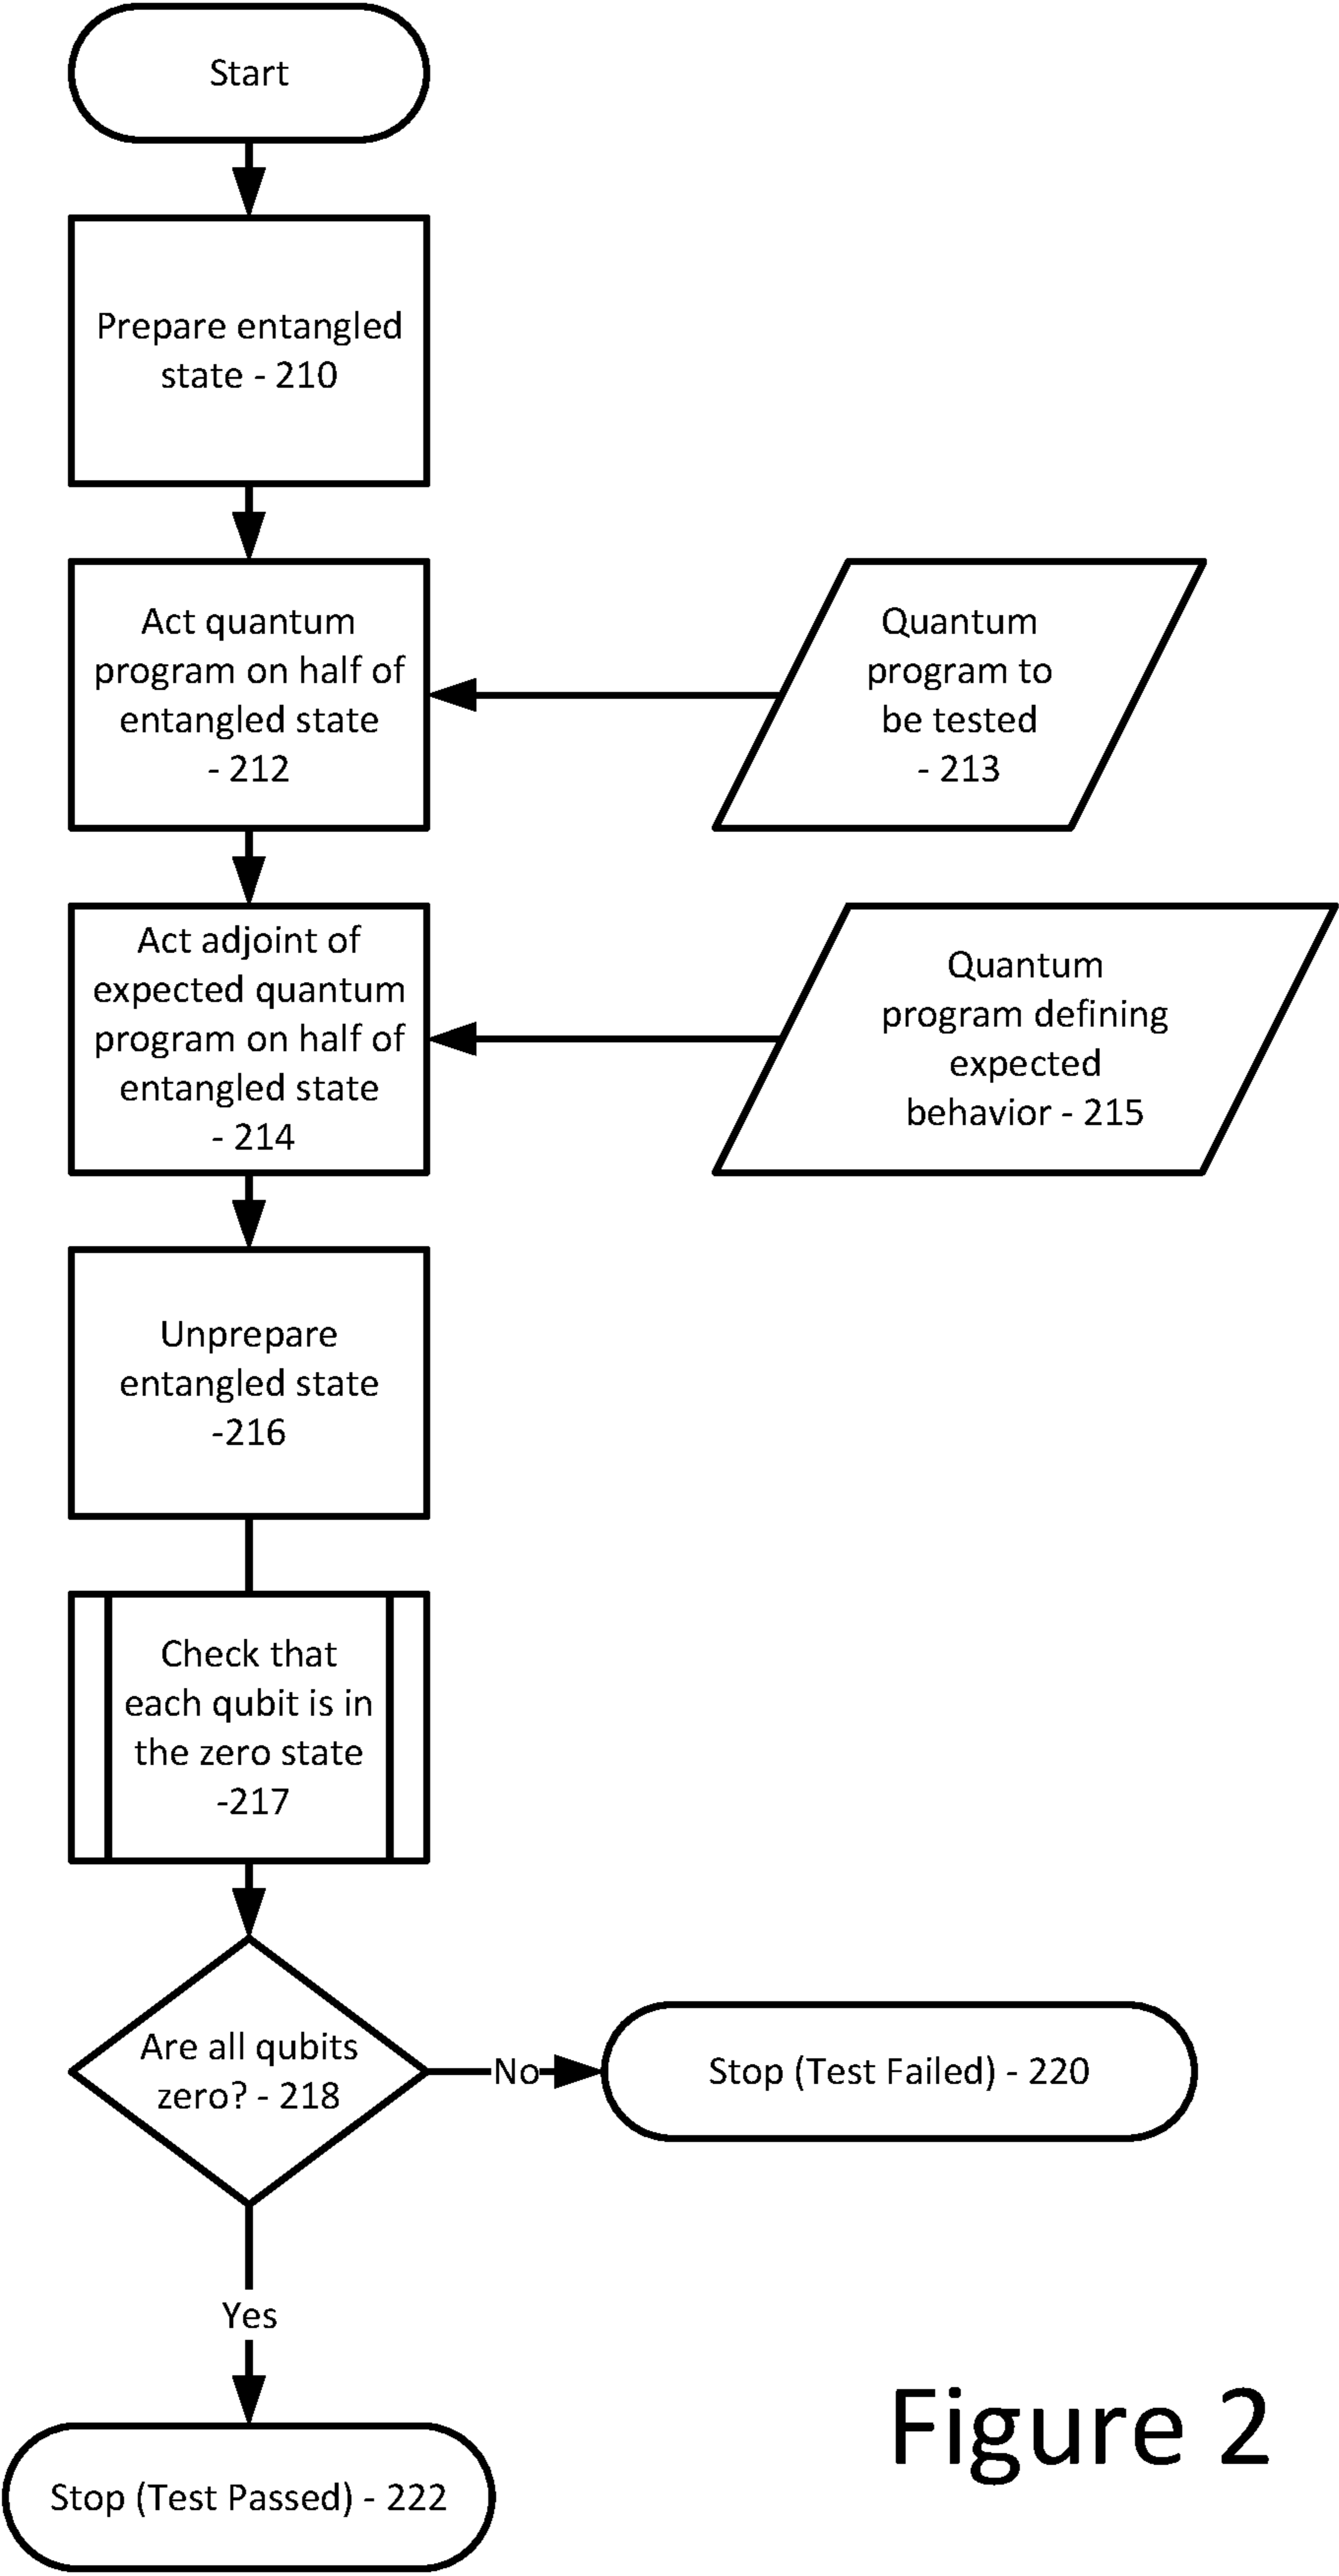 Start
Prepare entangled
state - 210
Act quantum
program on half of
entangled state
- 212
Quantum
program to
be tested
- 213
Act adjoint of
expected quantum
program on half of
entangled state
- 214
Quantum
program defining
expected
behavior - 215
Unprepare
entangled state
-216
Check that
each qubit is in
the zero state
-217
Are all qubits
zero? - 218
No
Stop (Test Failed) - 220
Yes
Stop (Test Passed) - 222
Figure 2